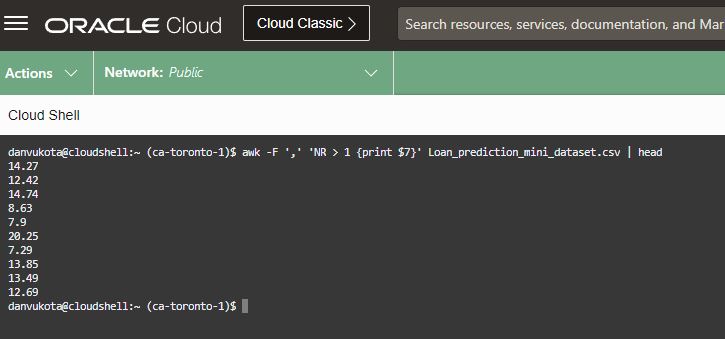 ORACLE Cloud
Cloud Classic >
Search resources, services, documentation, and Mar
Actions
Network: Public
Cloud Shell
danvukota@cloudshell:~ (ca-toronto-1)$ awk -F ',' 'NR > 1 {print $7}' Loan_prediction_mini_dataset.csv | head
14.27
12.42
14.74
8.63
7.9
20.25
7.29
13.85
13.49
12.69
danvukota@cloudshell:~ (ca-toronto-1)$